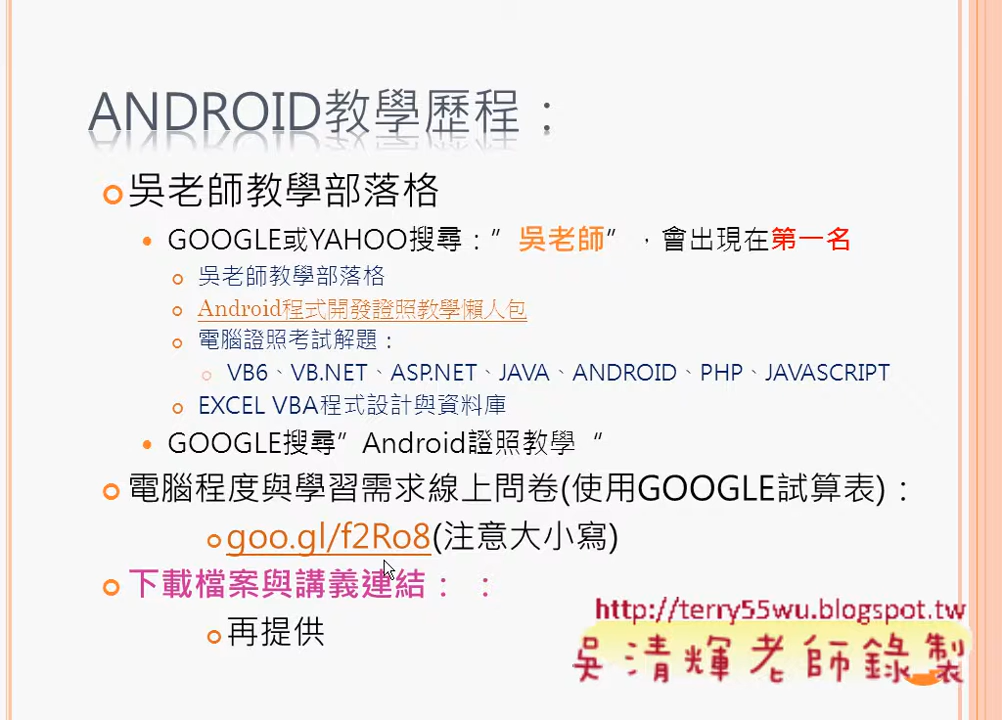 ANDROID教學歷程：
吳老師教學部落格
GOOGLE或YAHOO搜尋：”吳老師”，會出現在第一名
吳老師教學部落格
Android程式開發證照教學懶人包
電腦證照考試解題：
VB6、VB.NET、ASP.NET、JAVA、ANDROID、PHP、JAVASCRIPT
EXCEL VBA程式設計與資料庫
GOOGLE搜尋”Android證照教學“
電腦程度與學習需求線上問卷(使用GOOGLE試算表)：
goo.gl/f2Ro8(注意大小寫)
下載檔案與講義連結：：
再提供
http://terry55wu.blogspot.tw
吳清輝老師錄製